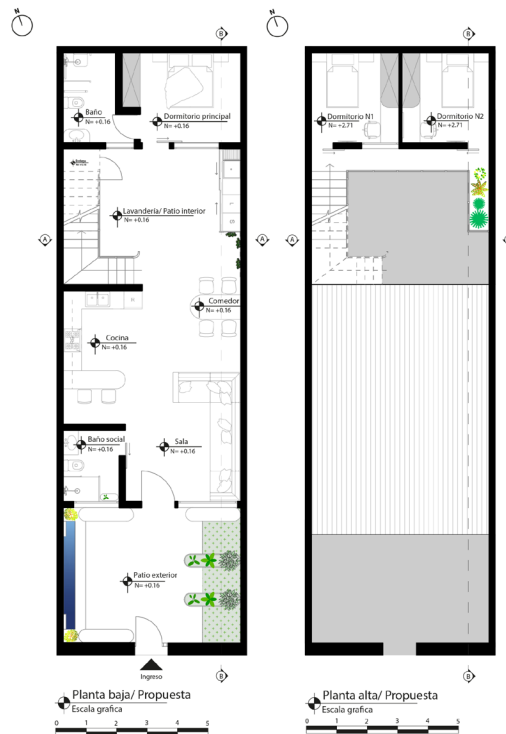 N
N
B
B
Baño
N= +0.16
Dormitorio principal
N= +0.16
Dormitorio N1
N= +2.71
Dormitorio N2
N= +2.71
Lavandería/ Patio interior
N= +0.16
A
A
A
A
Comedor
N= +0.16
Cocina
N= +0.16
Baño social
N= +0.16
Sala
N= +0.16
Patio exterior
N= +0.16
Ingreso
B
B
Planta baja/ Propuesta
Escala grafica
0 1 2 3 4 5
Planta alta/ Propuesta
Escala grafica
0 1 2 3 4 5